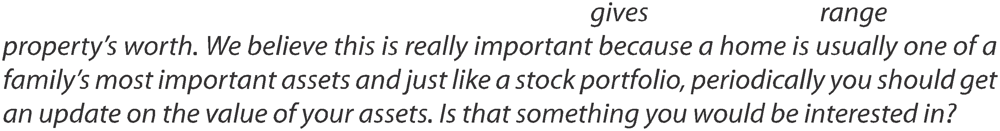 gives range
property’s worth. We believe this is really important because a home is usually one of a
family’s most important assets and just like a stock portfolio, periodically you should get
an update on the value of your assets. Is that something you would be interested in?